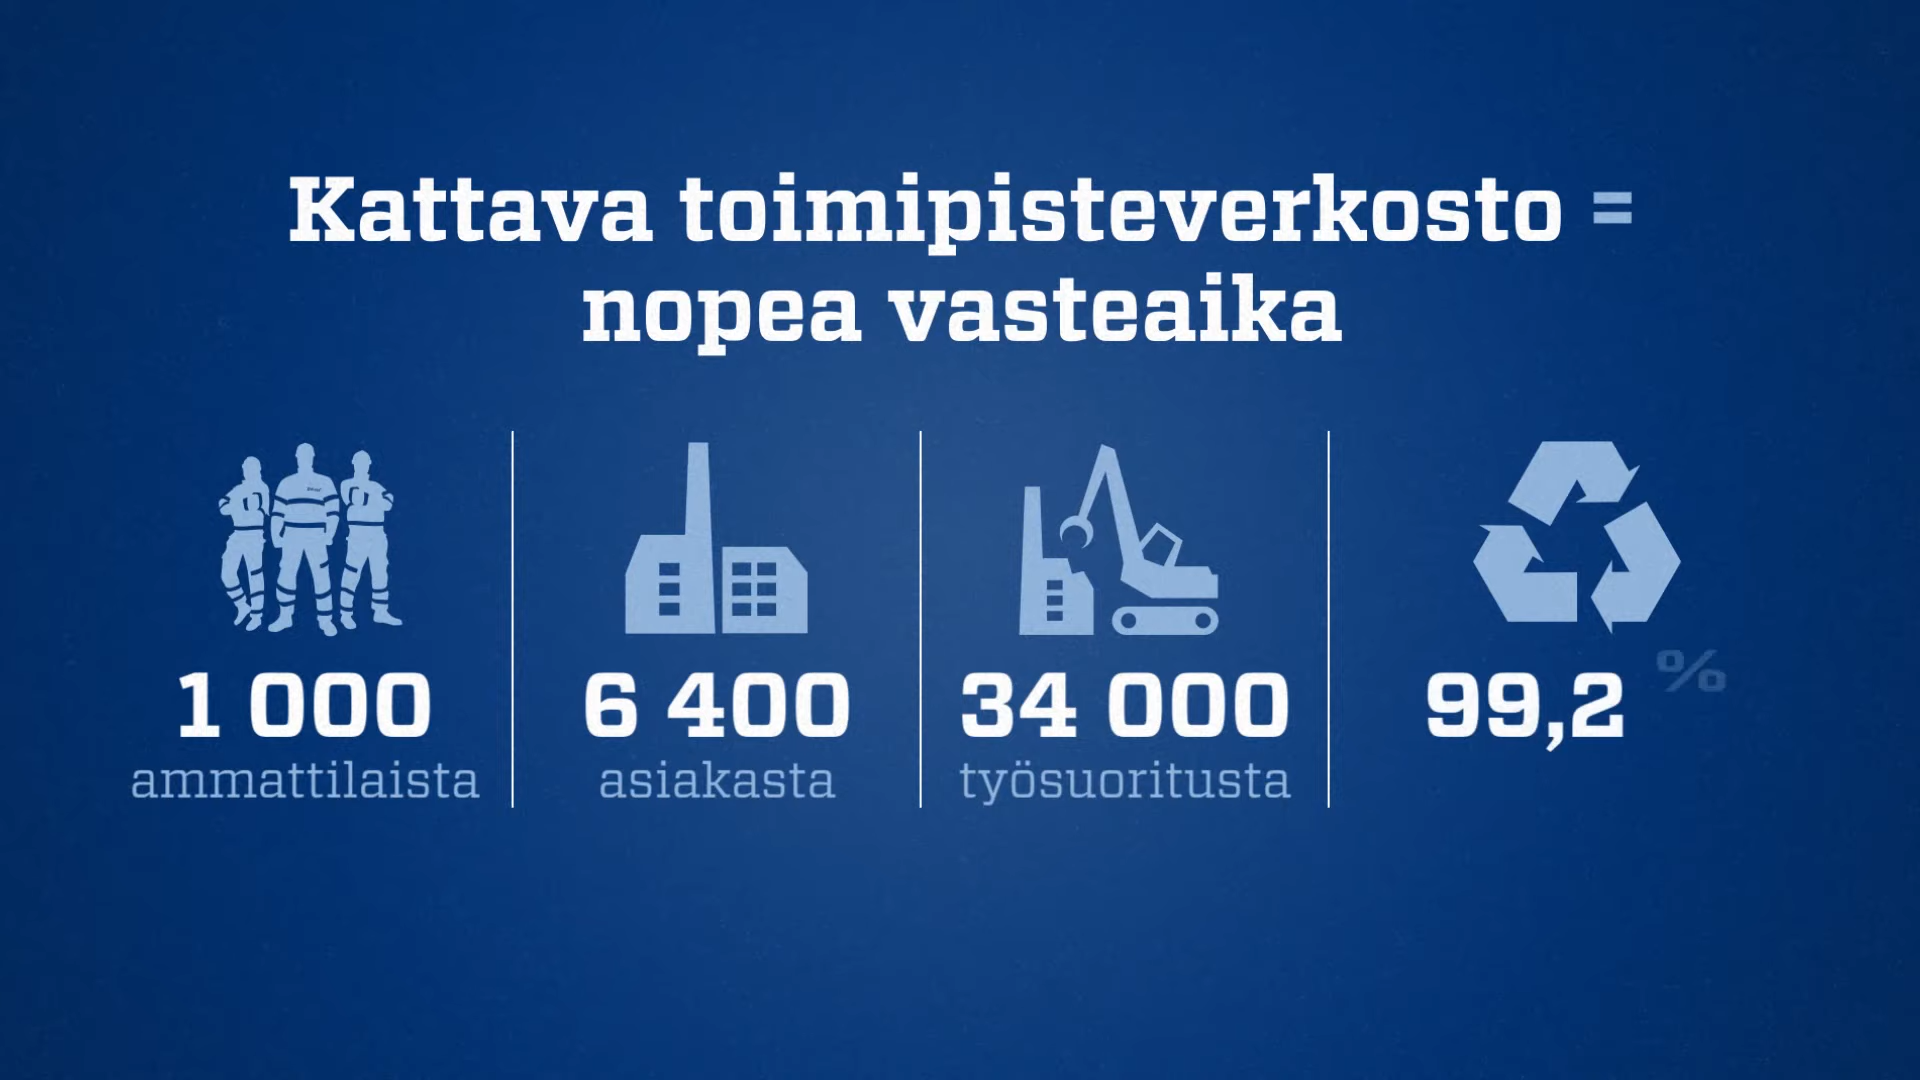 Kattava toimipisteverkosto =
nopea vasteaika
1 000
ammattilaista
6 400
asiakasta
34 000
työsuoritusta
99,2 %